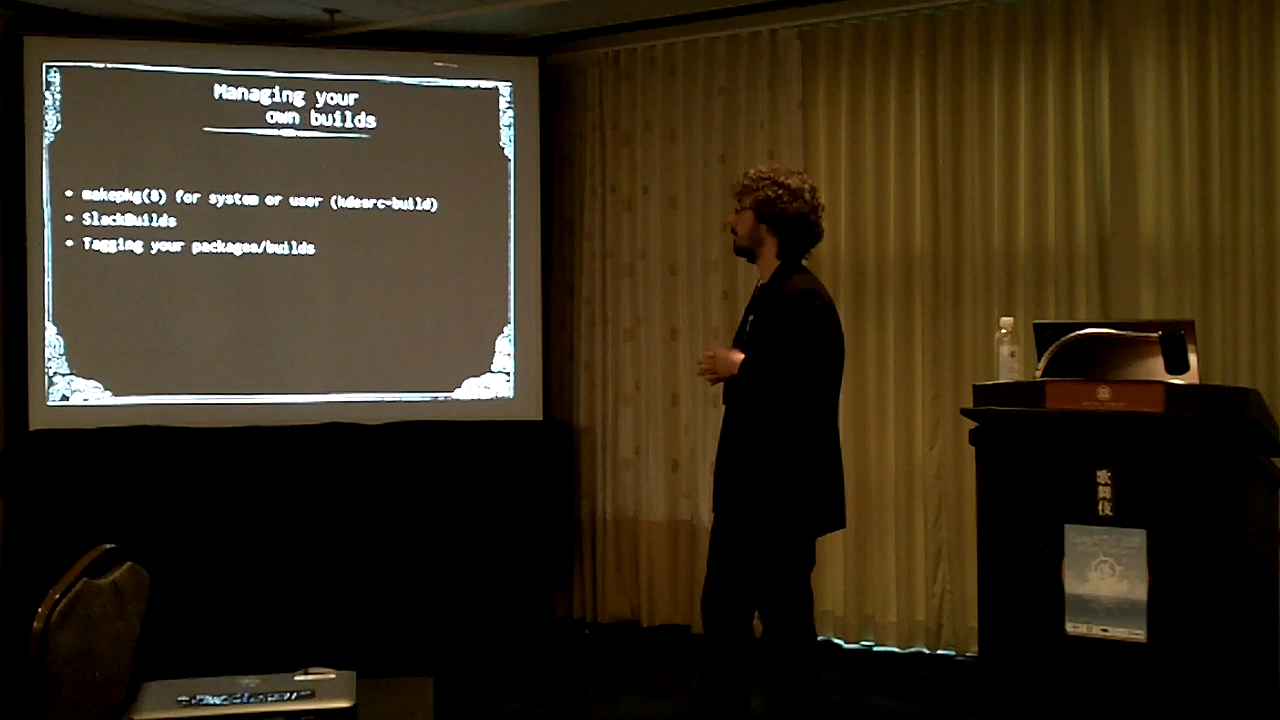 Managing your
own builds
• makepkg(8) for system or user (kdesrc-build)
• SlackBuilds
• Tagging your packages/builds
歌舞伎